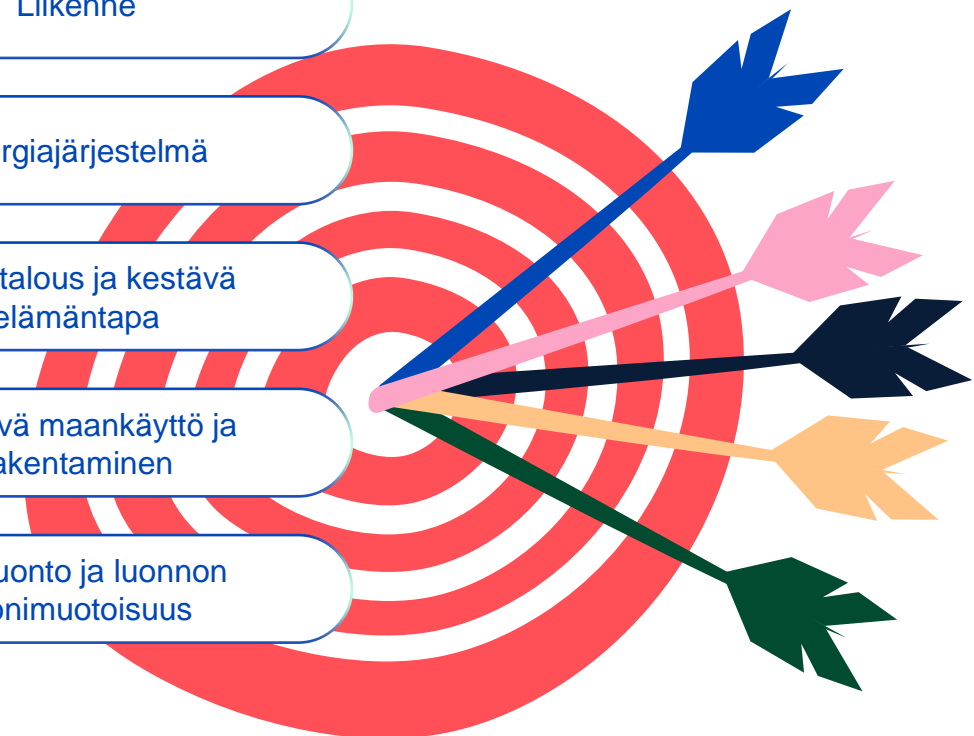 Liikenne
rgiajärjestelmä
talous ja kestävä
elämäntapa
vä maankäyttö ja
akentaminen
uonto ja luonnon
onimuotoisuus